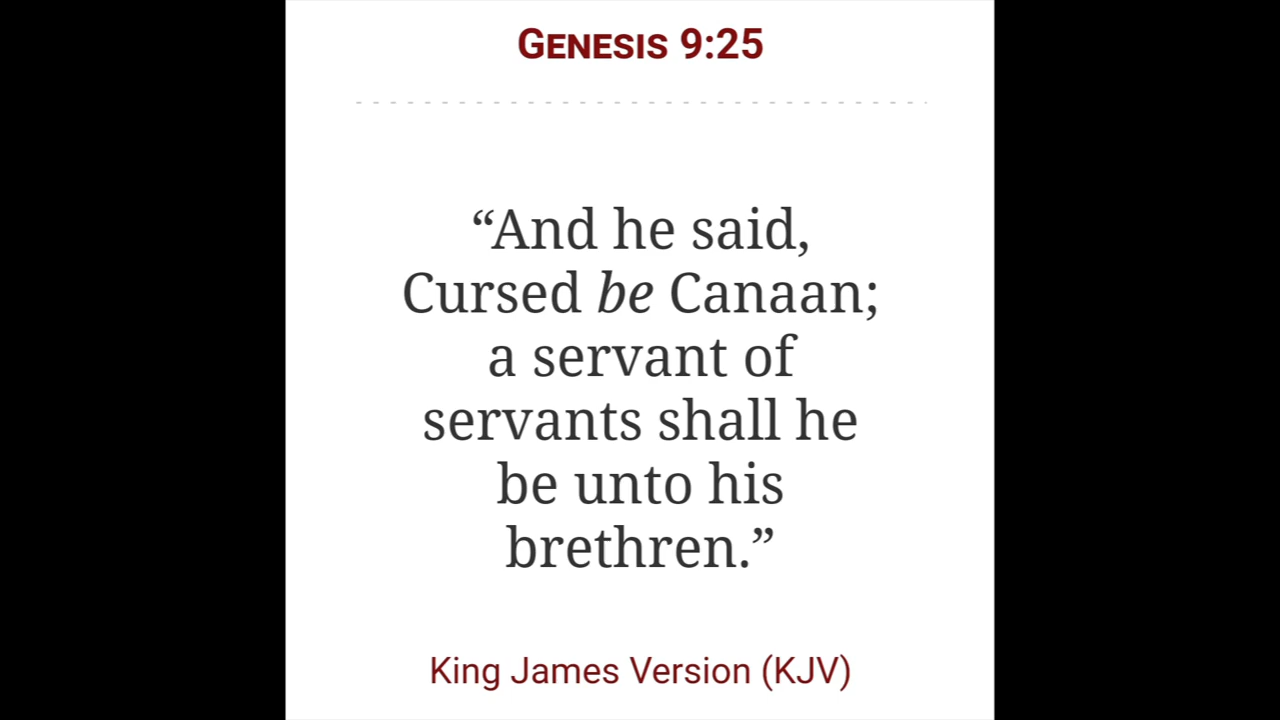 GENESIS 9:25
“And he said,
Cursed be Canaan;
a servant of
servants shall he
be unto his
brethren.”
King James Version (KJV)